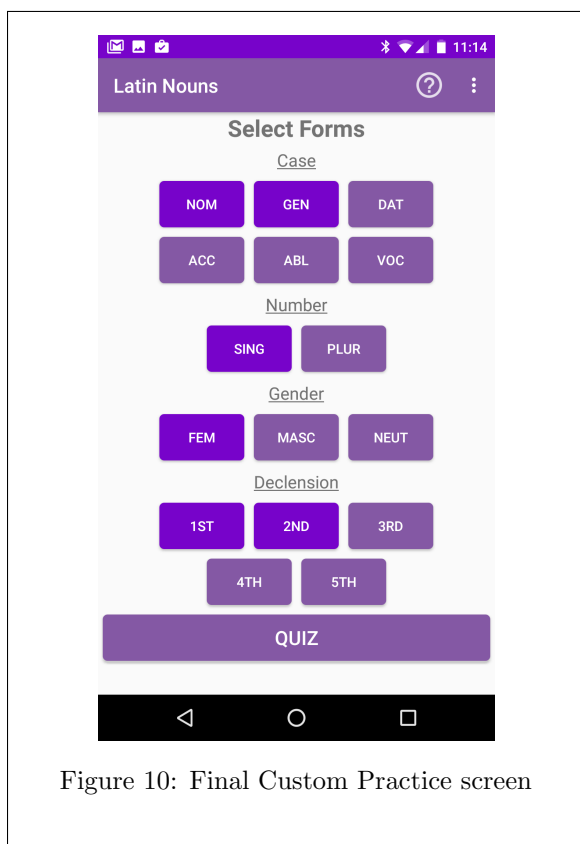 11:14
Latin Nouns ?
Select Forms
Case
NOM GEN DAT
ACC ABL VOC
Number
SING PLUR
Gender
FEM MASC NEUT
Declension
1ST 2ND 3RD
4TH 5TH
QUIZ
Figure 10: Final Custom Practice screen